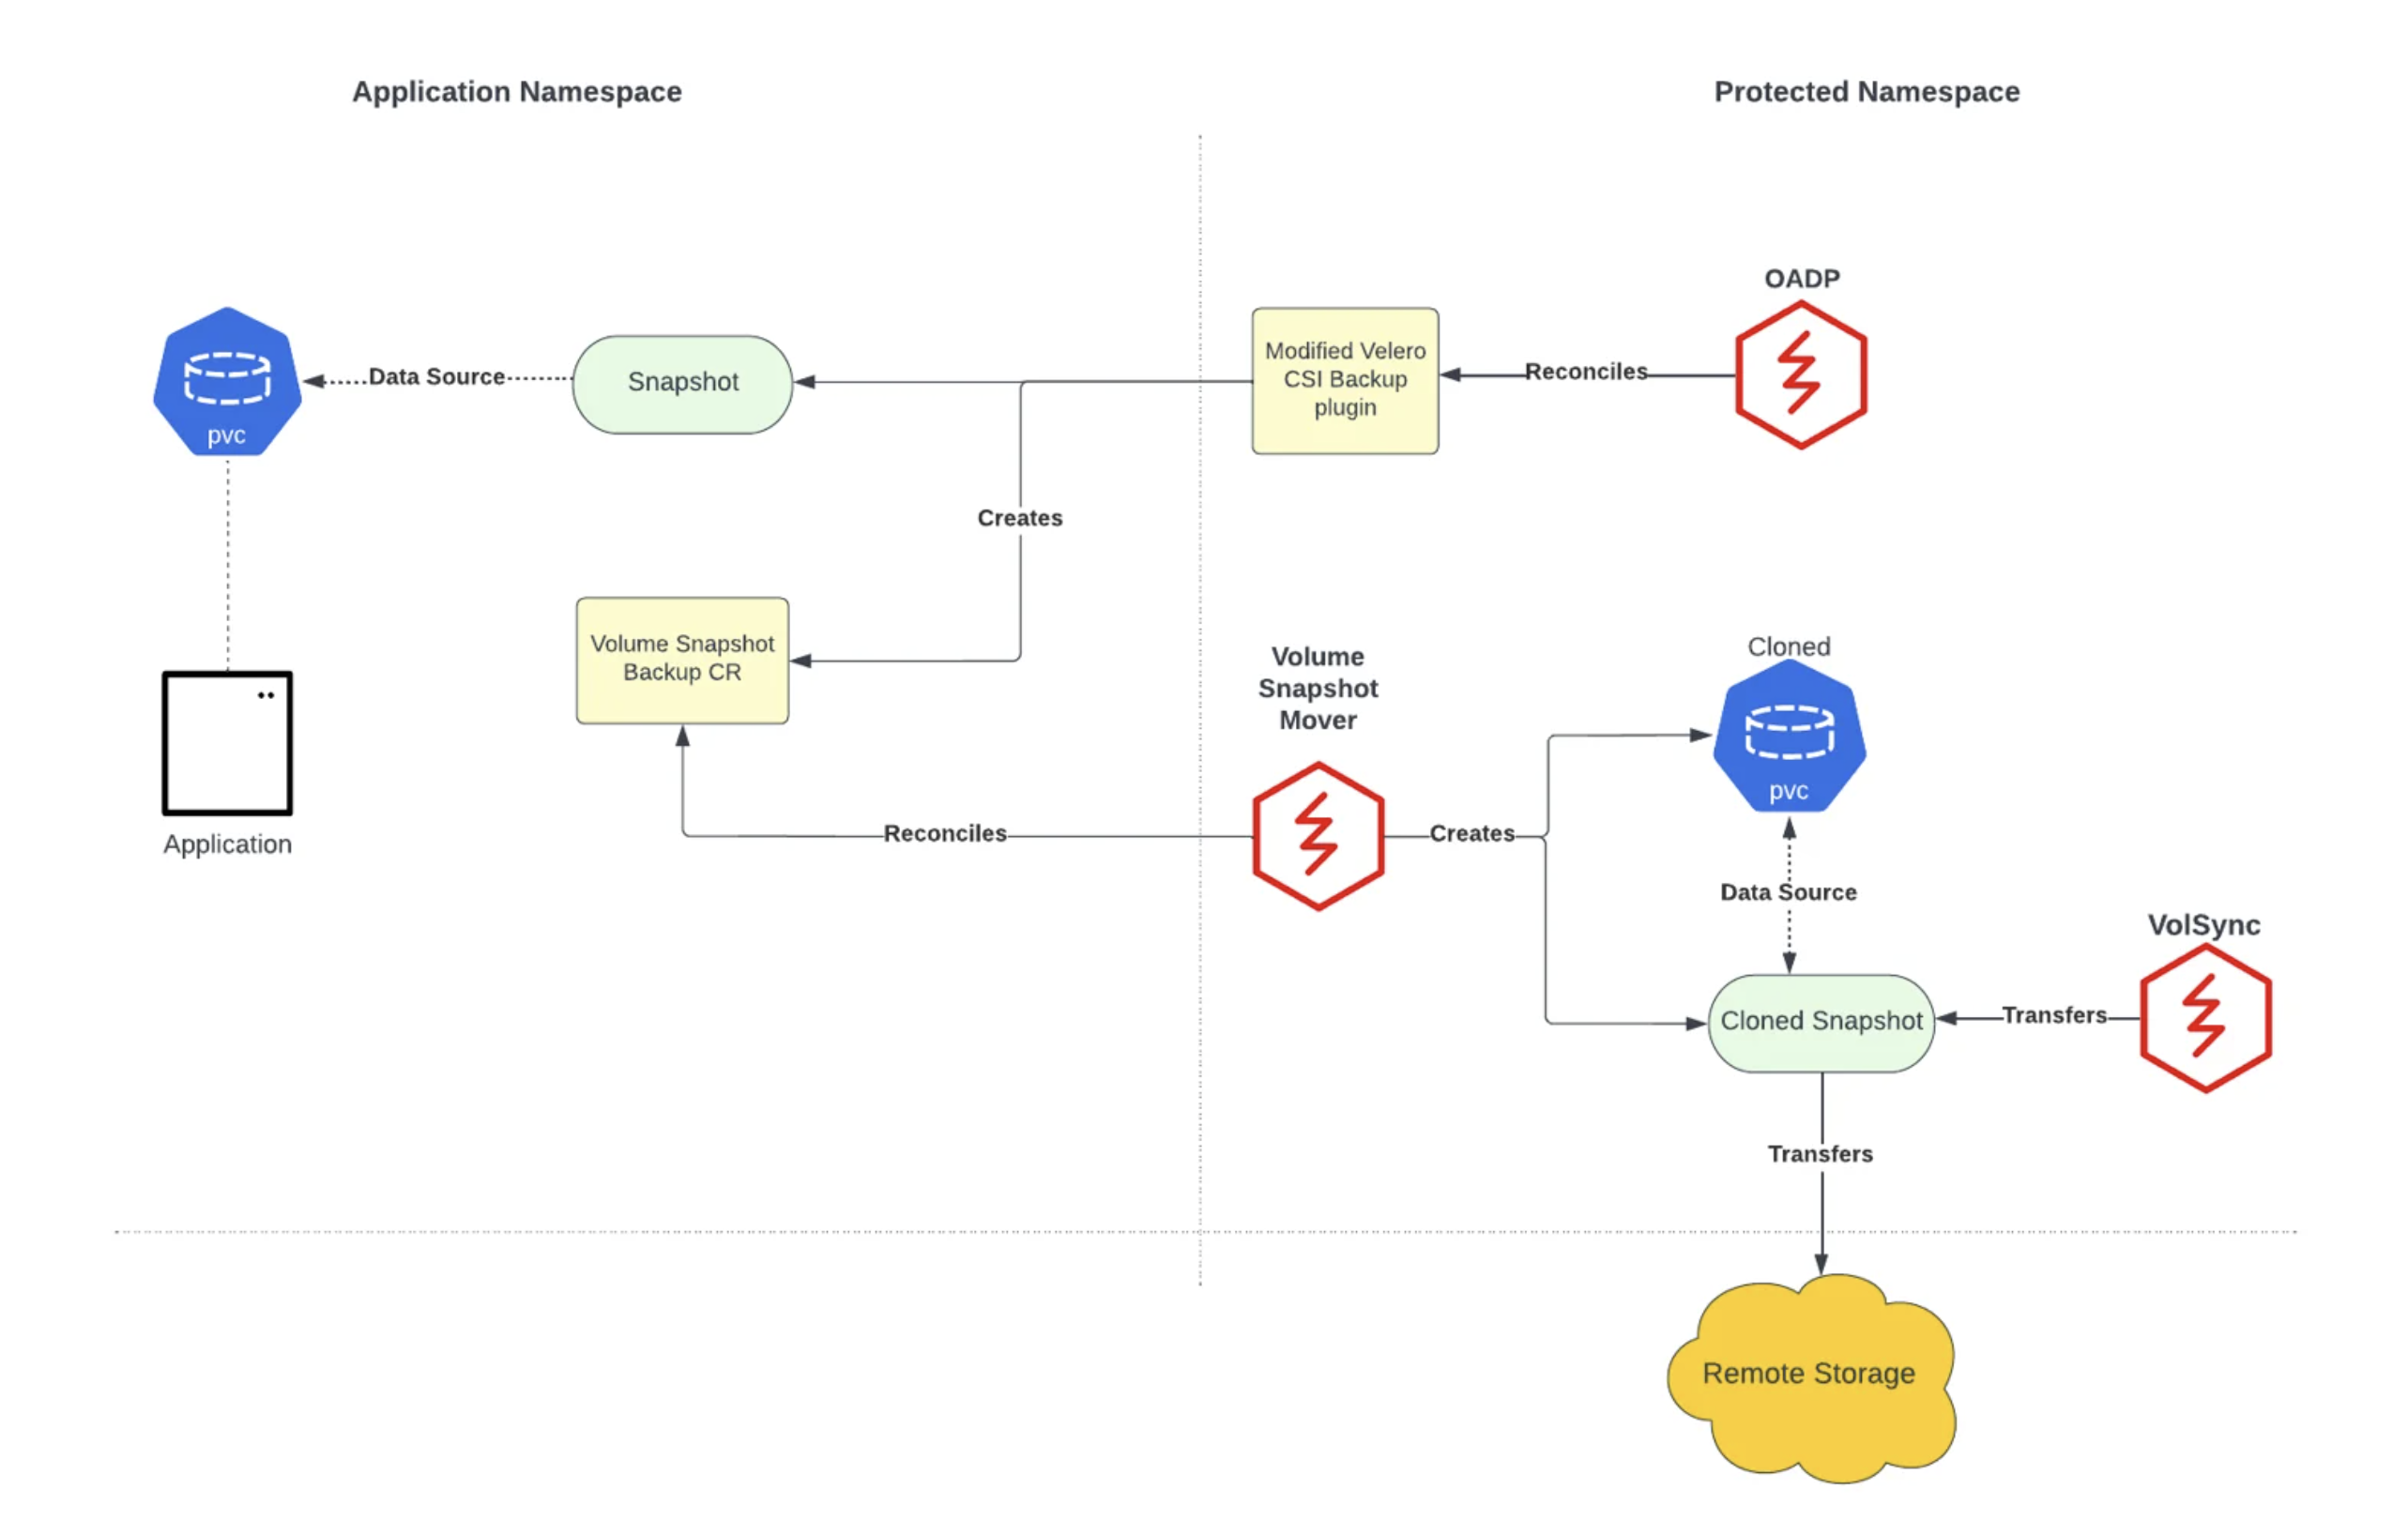 Application Namespace
Protected Namespace
OADP
Modified Velero
CSI Backup
plugin
Reconciles
Snapshot
Data Source
pvc
Creates
Volume Snapshot
Backup CR
Application
Volume
Snapshot
Mover
Reconciles
Creates
Cloned
pvc
Data Source
VolSync
Cloned Snapshot
Transfers
Transfers
Remote Storage